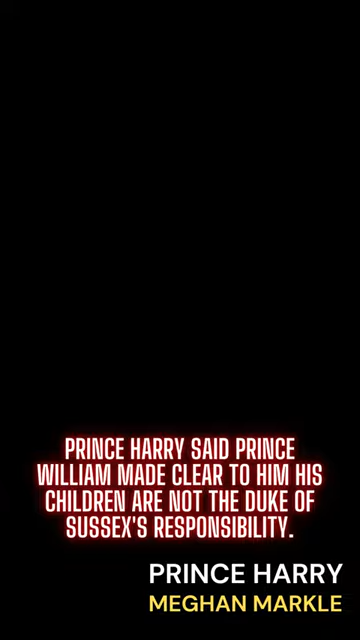 PRINCE HARRY SAID PRINCE
WILLIAM MADE CLEAR TO HIM HIS
CHILDREN ARE NOT THE DUKE OF
SUSSEX'S RESPONSIBILITY.
PRINCE HARRY
MEGHAN MARKLE